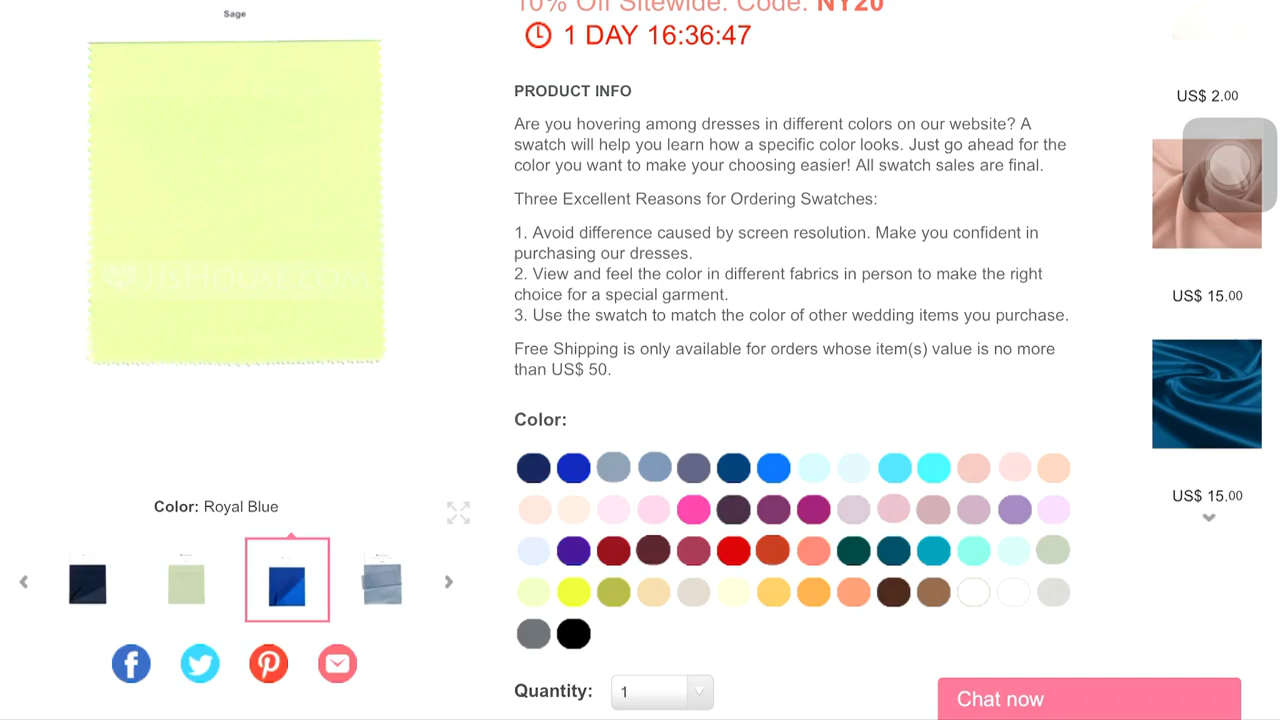 Sage
JJSHOUSE.COM
Color: Royal Blue
10% Off Sitewide. Code: NY20
1 DAY 16:36:47
PRODUCT INFO
Are you hovering among dresses in different colors on our website? A
swatch will help you learn how a specific color looks. Just go ahead for the
color you want to make your choosing easier! All swatch sales are final.
Three Excellent Reasons for Ordering Swatches:
1. Avoid difference caused by screen resolution. Make you confident in
purchasing our dresses.
2. View and feel the color in different fabrics in person to make the right
choice for a special garment.
3. Use the swatch to match the color of other wedding items you purchase.
Free Shipping is only available for orders whose item(s) value is no more
than US$ 50.
Color:
Quantity: 1
US$ 2.00
US$ 15.00
US$ 15.00
Chat now